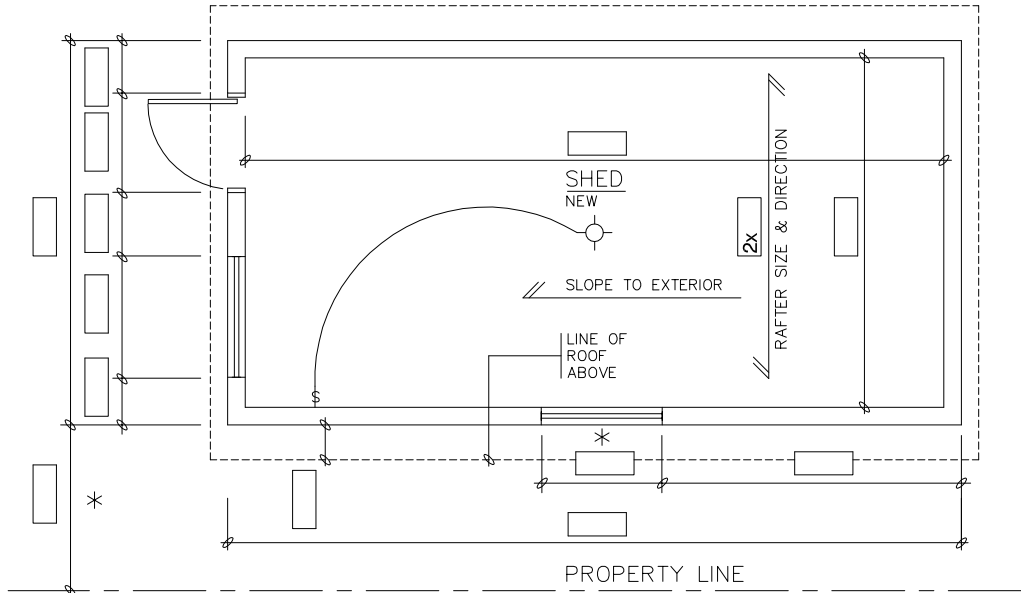 SHED
NEW
2x
RAFTER SIZE & DIRECTION
SLOPE TO EXTERIOR
LINE OF
ROOF
ABOVE
S
*
*
PROPERTY LINE